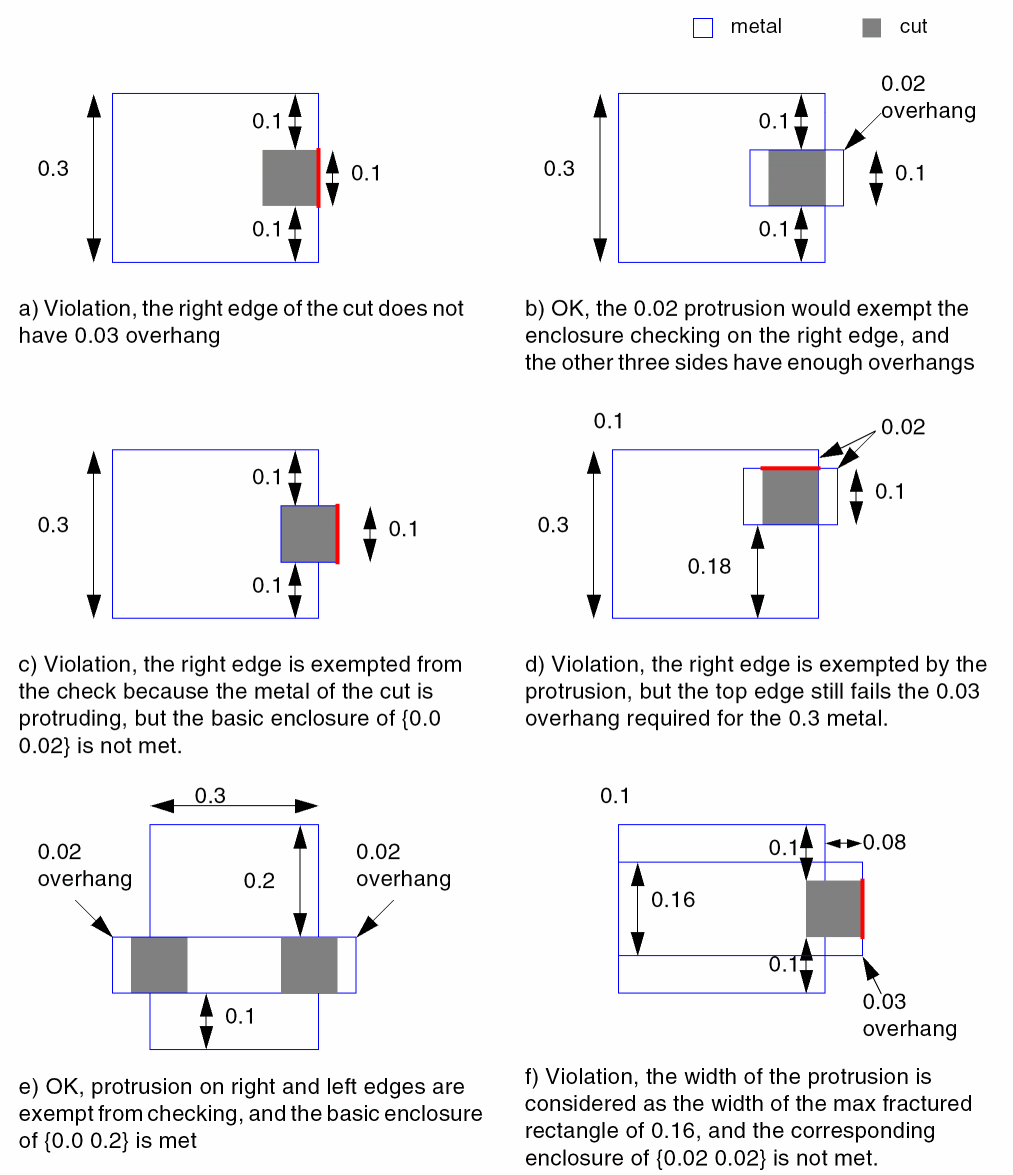 metal cut
0.02
overhang
0.1 0.1
0.3 0.1 0.3 0.1
0.1 0.1
a) Violation, the right edge of the cut does not
have 0.03 overhang
b) OK, the 0.02 protrusion would exempt the
enclosure checking on the right edge, and
the other three sides have enough overhangs
0.1
0.02
0.1
0.3 0.1
0.1
0.3 0.1
0.18
c) Violation, the right edge is exempted from
the check because the metal of the cut is
protruding, but the basic enclosure of {0.0
0.02} is not met.
d) Violation, the right edge is exempted by the
protrusion, but the top edge still fails the 0.03
overhang required for the 0.3 metal.
0.3
0.02
overhang
0.02
overhang
0.2
0.1
e) OK, protrusion on right and left edges are
exempt from checking, and the basic enclosure
of {0.0 0.2} is met
0.1
0.1 0.08
0.16
0.1
0.03
overhang
f) Violation, the width of the protrusion is
considered as the width of the max fractured
rectangle of 0.16, and the corresponding
enclosure of {0.02 0.02} is not met.